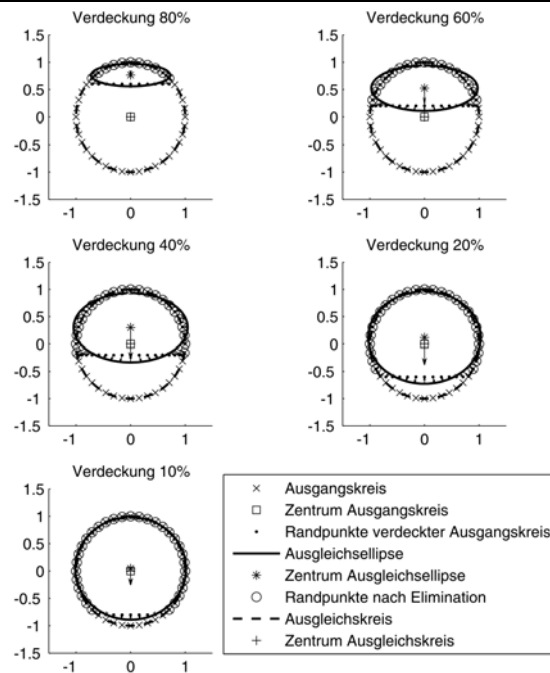 Verdeckung 80%
1.5
1
0.5
0
-0.5
-1
-1.5
-1 0 1
Verdeckung 60%
1.5
1
0.5
0
-0.5
-1
-1.5
-1 0 1
Verdeckung 40%
1.5
1
0.5
0
-0.5
-1
-1.5
-1 0 1
Verdeckung 20%
1.5
1
0.5
0
-0.5
-1
-1.5
-1 0 1
Verdeckung 10%
1.5
1
0.5
0
-0.5
-1
-1.5
-1 0 1
Ausgangskreis
Zentrum Ausgangskreis
Randpunkte verdeckter Ausgangskreis
Ausgleichsellipse
Zentrum Ausgleichsellipse
Randpunkte nach Elimination
Ausgleichskreis
Zentrum Ausgleichskreis